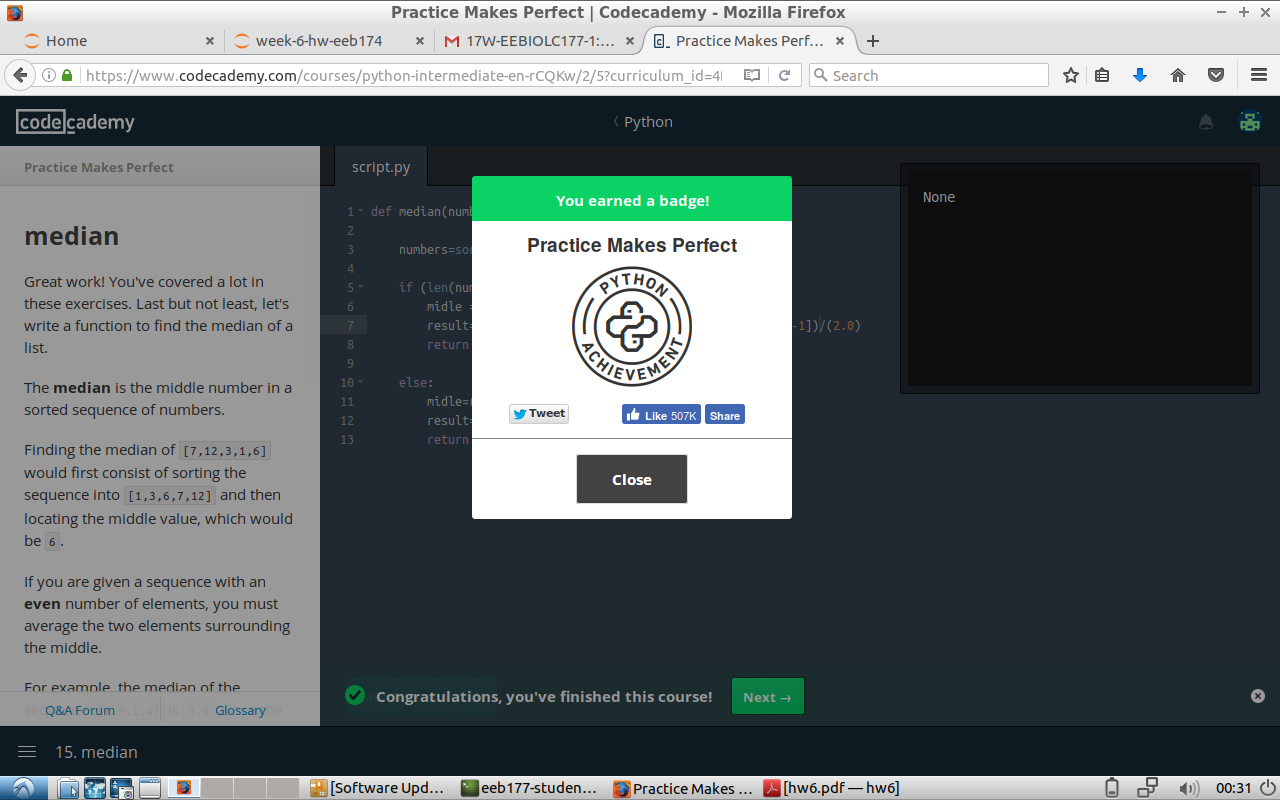 Practice Makes Perfect | Codecademy - Mozilla Firefox
Home
week-6-hw-eeb174
17W-EEBIOLC177-1:...
Practice Makes Perf...
https://www.codecademy.com/courses/python-intermediate-en-rCQKw/2/5?curriculum_id=4
Search
codecademy
Python
Practice Makes Perfect
script.py
median
Great work! You've covered a lot in
these exercises. Last but not least, let's
write a function to find the median of a
list.
The median is the middle number in a
sorted sequence of numbers.
Finding the median of [7,12,3,1,6]
would first consist of sorting the
sequence into [1,3,6,7,12] and then
locating the middle value, which would
be 6.
If you are given a sequence with an
even number of elements, you must
average the two elements surrounding
the middle.
For example, the median of the
Q&A Forum
Glossary
1 def median(
2
3 numbers=
4
5 if (len(
6 midle =
7 result= -1])/(2.0)
8 return
9
10 else:
11 midle=
12 result=
13 return
None
You earned a badge!
Practice Makes Perfect
PYTHON
ACHIEVEMENT
Tweet
Like 507K
Share
Close
Congratulations, you've finished this course!
Next →
15. median
[Software Upd...
eeb177-studen...
Practice Makes ...
[hw6.pdf — hw6]
00:31